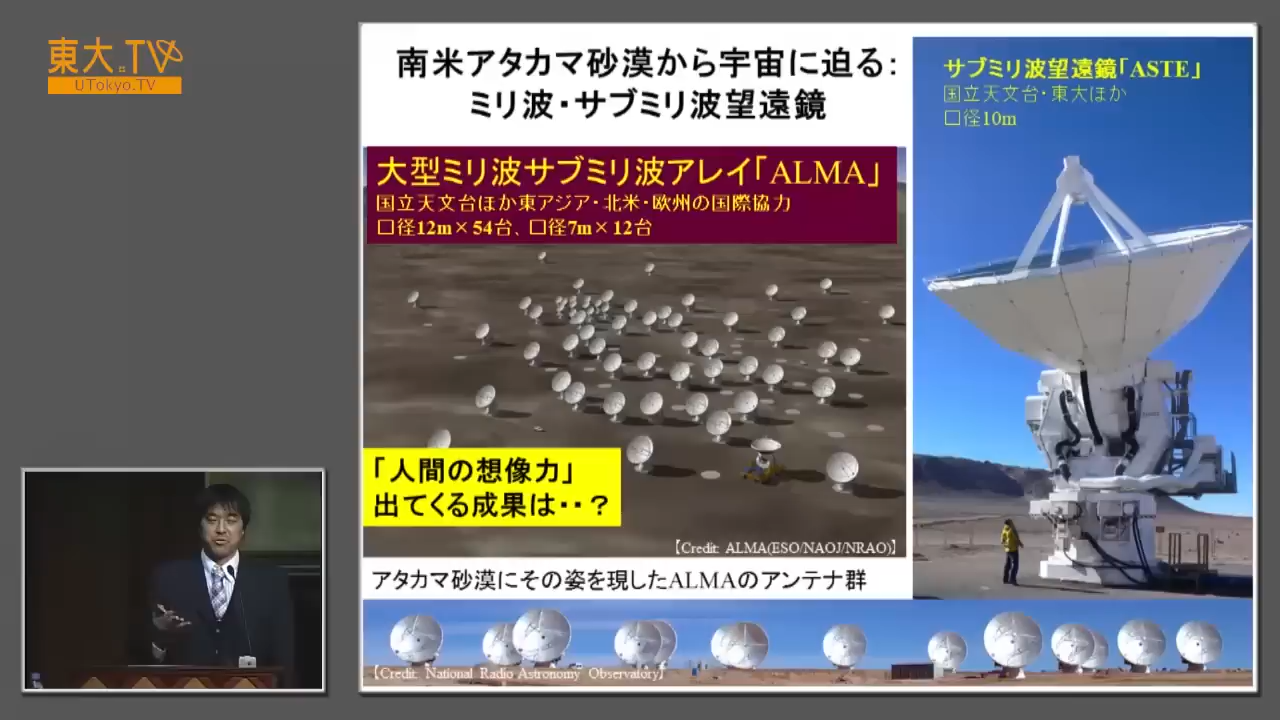 東大.TV
UTokyo.TV
南米アタカマ砂漠から宇宙に迫る:
ミリ波・サブミリ波望遠鏡
大型ミリ波サブミリ波アレイ「ALMA」
国立天文台ほか東アジア・北米・欧州の国際協力
口径12m×54台、口径7m×12台
「人間の想像力」
出てくる成果は・・？
【Credit: ALMA(ESO/NAOJ/NRAO)】
アタカマ砂漠にその姿を現したALMAのアンテナ群
【Credit: National Radio Astronomy Observatory】
サブミリ波望遠鏡「ASTE」
国立天文台・東大ほか
口径10m